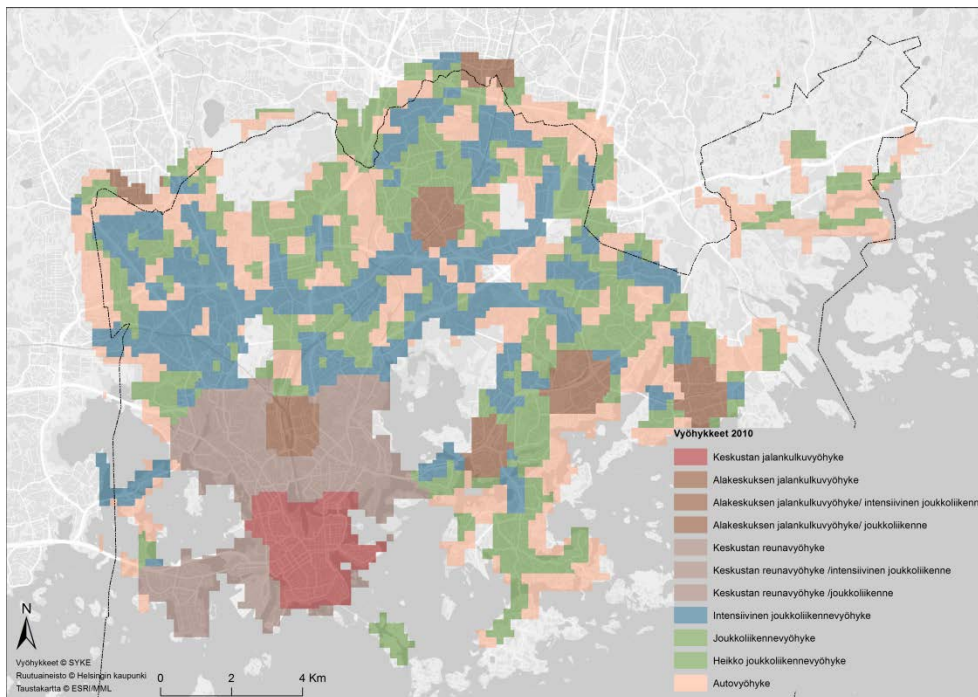 Vyöhykkeet 2010
Keskustan jalankulkuvyöhyke
Alakeskuksen jalankulkuvyöhyke
Alakeskuksen jalankulkuvyöhyke/ intensiivinen joukkoliikenn
Alakeskuksen jalankulkuvyöhyke/ joukkoliikenne
Keskustan reunavyöhyke
Keskustan reunavyöhyke /intensiivinen joukkoliikenne
Keskustan reunavyöhyke /joukkoliikenne
Intensiivinen joukkoliikennevyöhyke
Joukkoliikennevyöhyke
Heikko joukkoliikennevyöhyke
Autovyöhyke
N
Vyöhykkeet © SYKE
Ruutuaineisto © Helsingin kaupunki
Taustakartta © ESRI/MML
0 2 4 Km